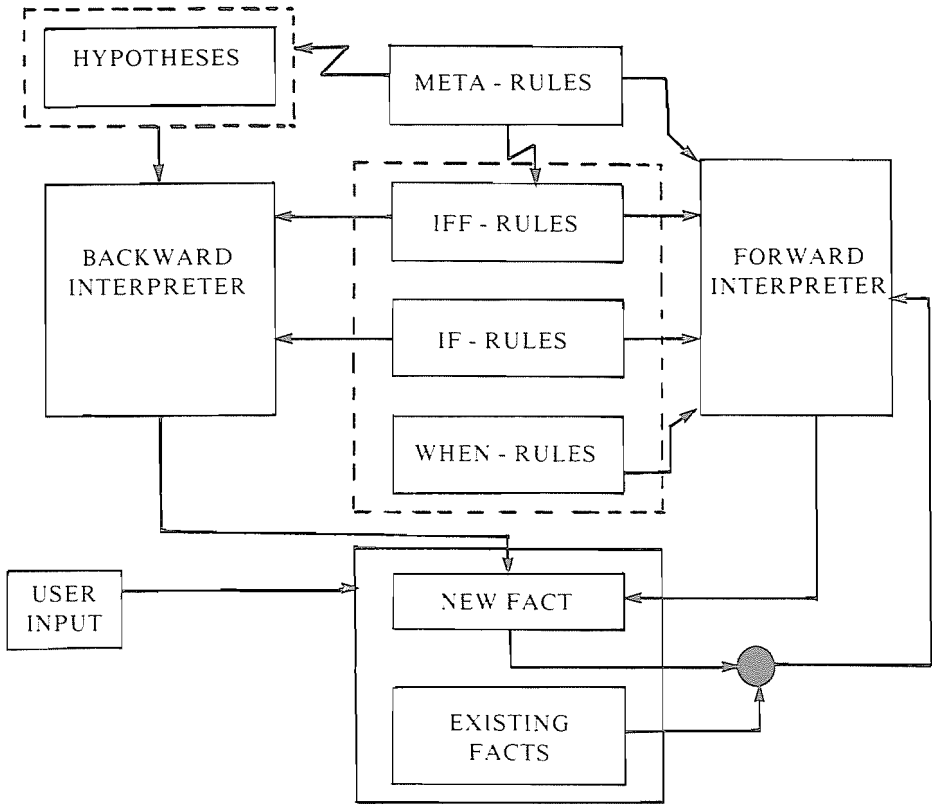 HYPOTHESES
META - RULES
IFF - RULES
BACKWARD
INTERPRETER
FORWARD
INTERPRETER
IF - RULES
WHEN - RULES
USER
INPUT
NEW FACT
EXISTING
FACTS